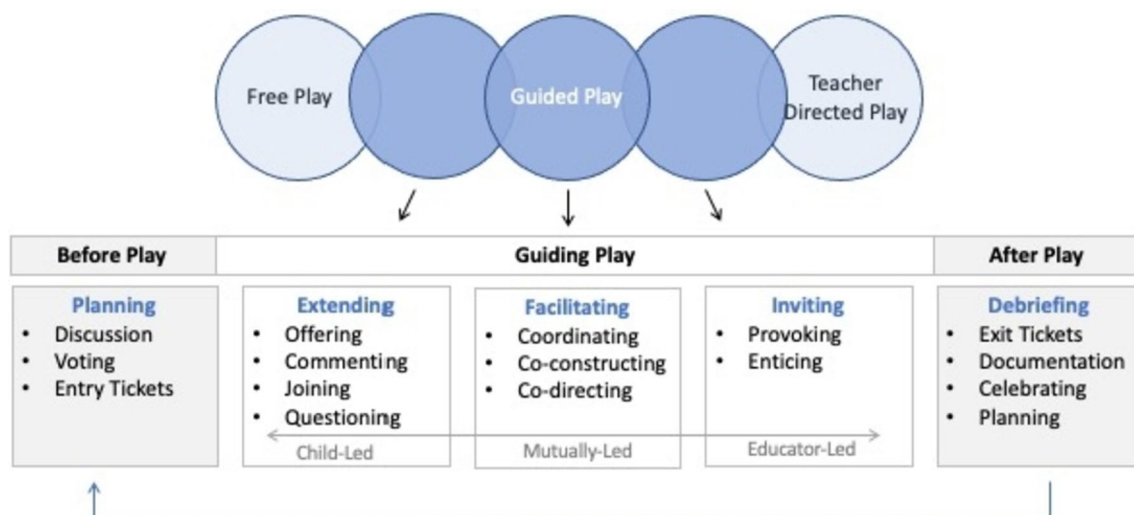 Free Play
Guided Play
Teacher
Directed Play
Before Play
Guiding Play
After Play
Planning
• Discussion
• Voting
• Entry Tickets
Extending
• Offering
• Commenting
• Joining
• Questioning
Child-Led
Facilitating
• Coordinating
• Co-constructing
• Co-directing
Mutually-Led
Inviting
• Provoking
• Enticing
Educator-Led
Debriefing
• Exit Tickets
• Documentation
• Celebrating
• Planning